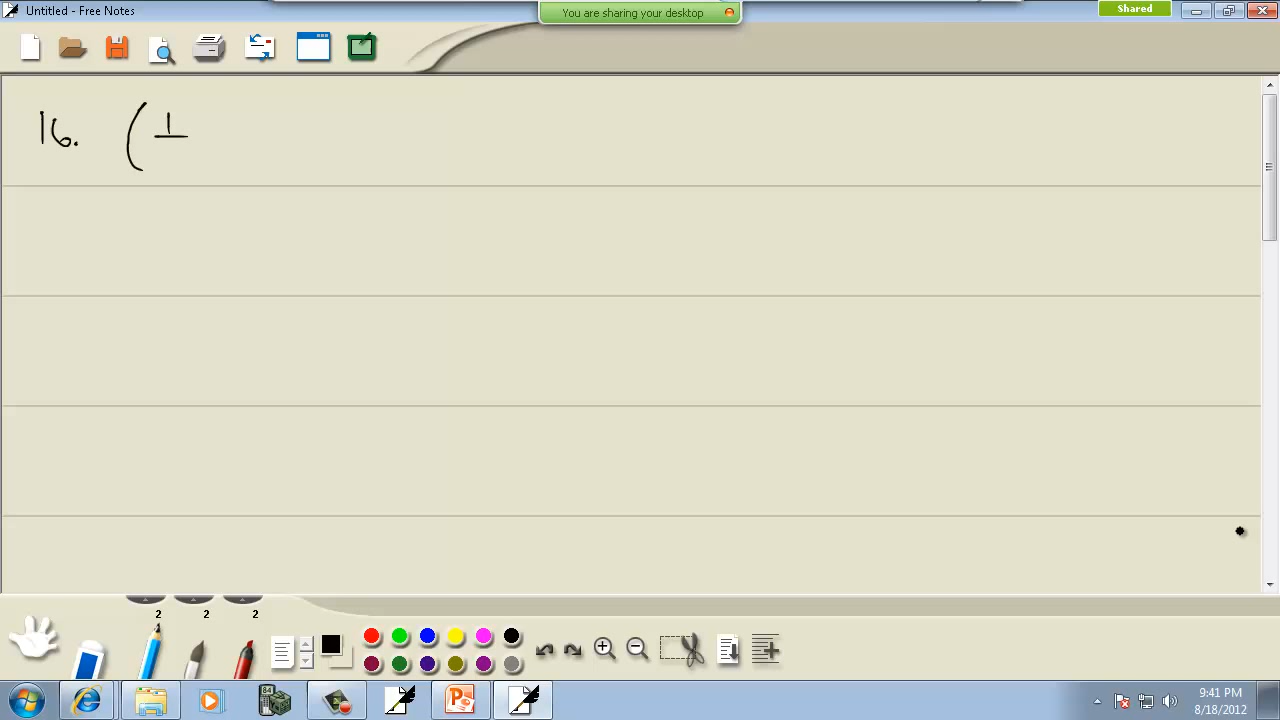 Untitled - Free Notes
You are sharing your desktop
Shared
16. ( 1
2 2 2
84
9:41 PM
8/18/2012